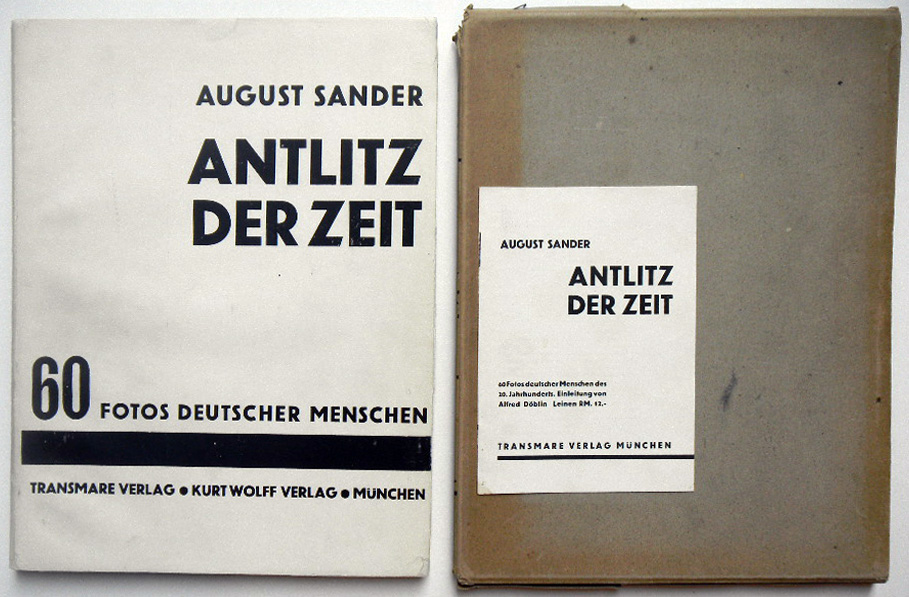 AUGUST SANDER
ANTLITZ
DER ZEIT
60 FOTOS DEUTSCHER MENSCHEN
TRANSMARE VERLAG ● KURT WOLFF VERLAG ● MÜNCHEN
AUGUST SANDER
ANTLITZ
DER ZEIT
60 Fotos deutscher Menschen des
20. Jahrhunderts. Einleitung von
Alfred Döblin Leinen RM. 12,-
TRANSMARE VERLAG MÜNCHEN